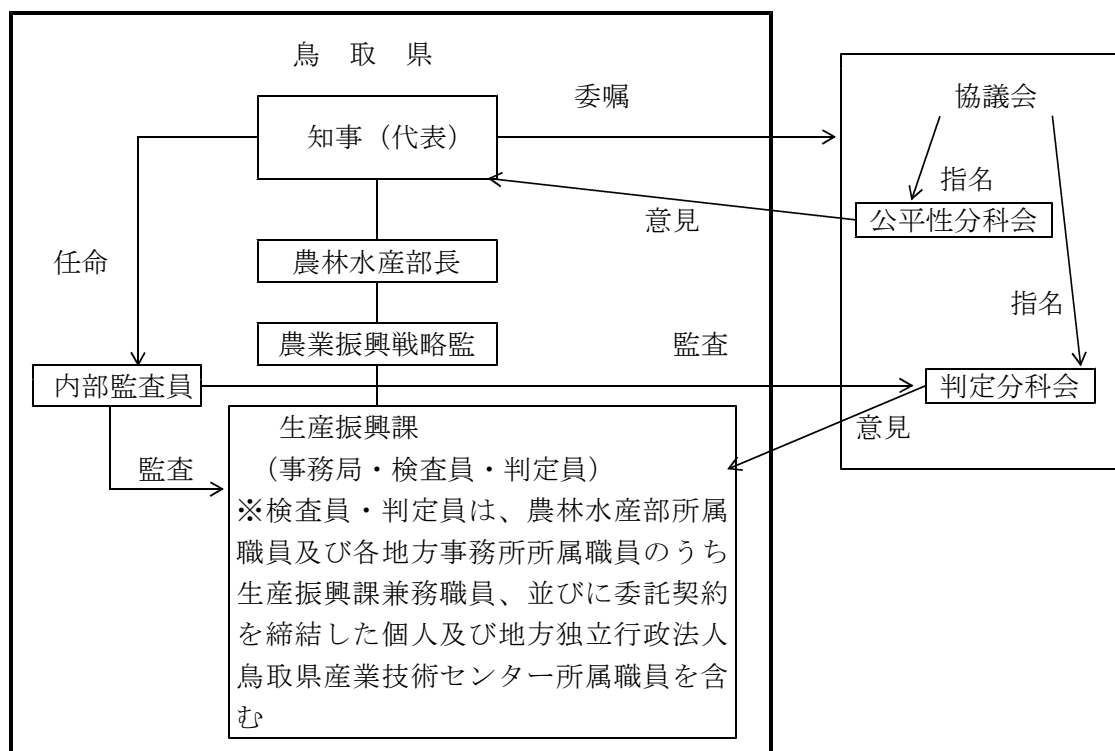 鳥　取　県
委嘱
協議会
知事（代表）
指名
意見
公平性分科会
任命
農林水産部長
指名
農業振興戦略監
監査
内部監査員
判定分科会
生産振興課
意見
（事務局・検査員・判定員）
監査
※検査員・判定員は、農林水産部所属
職員及び各地方事務所所属職員のうち
生産振興課兼務職員、並びに委託契約
を締結した個人及び地方独立行政法人
鳥取県産業技術センター所属職員を含
む